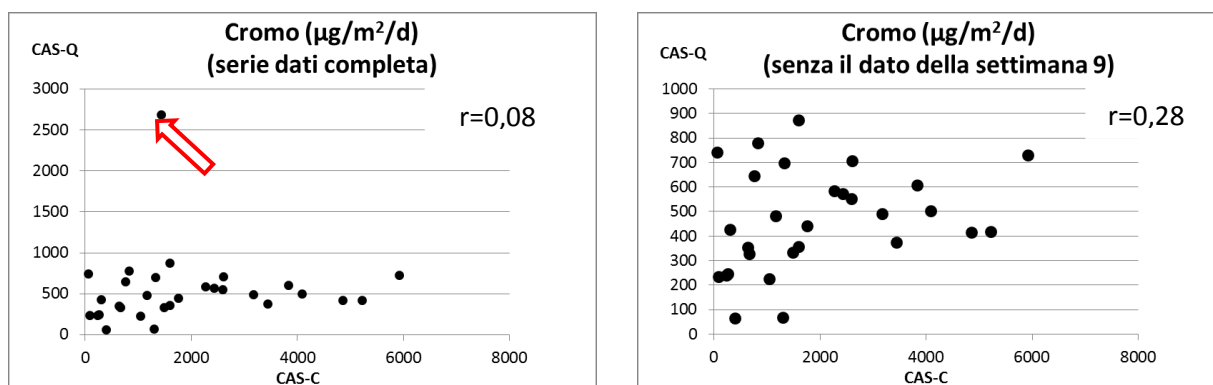 Cromo (µg/m²/d)
(serie dati completa)
CAS-Q
r=0,08
3000
2500
2000
1500
1000
500
0
0 2000 4000 6000 8000
CAS-C
Cromo (µg/m²/d)
(senza il dato della settimana 9)
CAS-Q
r=0,28
1000
900
800
700
600
500
400
300
200
100
0
0 2000 4000 6000 8000
CAS-C